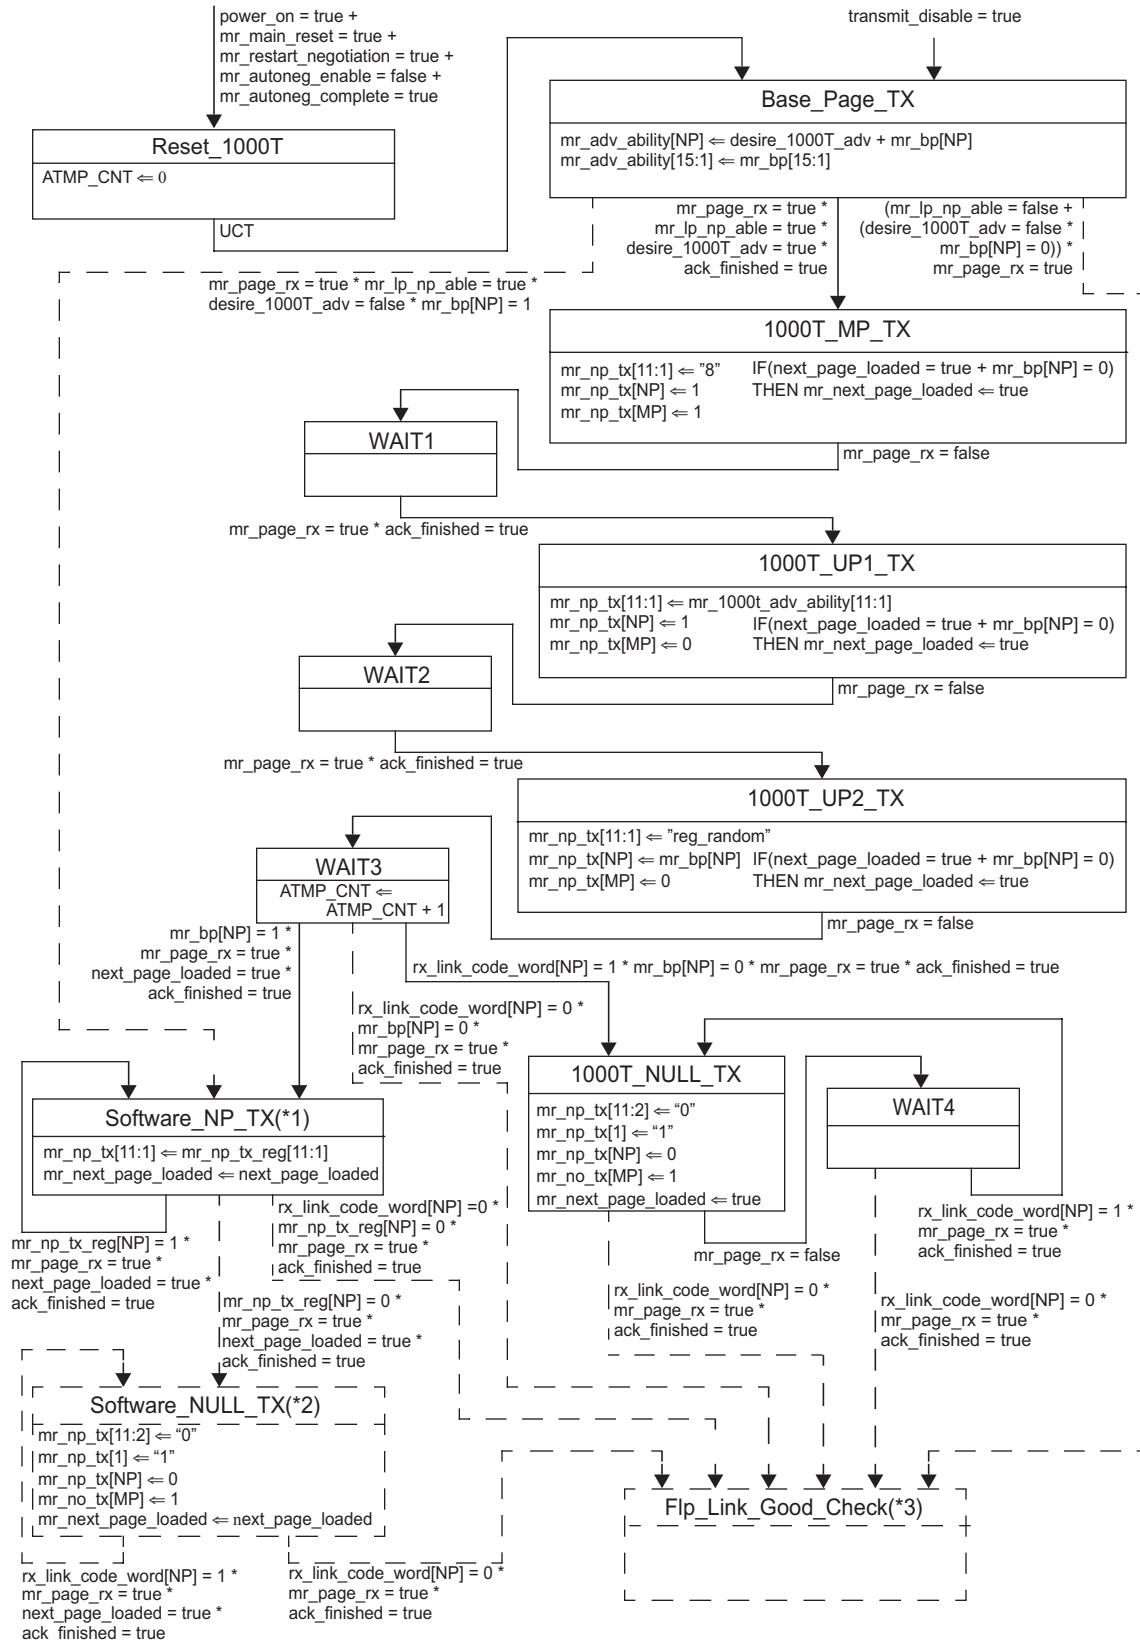 power_on = true +
mr_main_reset = true +
mr_restart_negotiation = true +
mr_autoneg_enable = false +
mr_autoneg_complete = true
transmit_disable = true
Reset_1000T
ATMP_CNT ⇐ 0
UCT
Base_Page_TX
mr_adv_ability[NP] ⇐ desire_1000T_adv + mr_bp[NP]
mr_adv_ability[15:1] ⇐ mr_bp[15:1]
mr_page_rx = true *
mr_lp_np_able = true *
desire_1000T_adv = true *
ack_finished = true
(mr_lp_np_able = false +
(desire_1000T_adv = false *
mr_bp[NP] = 0)) *
mr_page_rx = true
mr_page_rx = true * mr_lp_np_able = true *
desire_1000T_adv = false * mr_bp[NP] = 1
1000T_MP_TX
mr_np_tx[11:1] ⇐ ”8” IF(next_page_loaded = true + mr_bp[NP] = 0)
mr_np_tx[NP] ⇐ 1 THEN mr_next_page_loaded ⇐ true
mr_np_tx[MP] ⇐ 1
mr_page_rx = false
WAIT1
mr_page_rx = true * ack_finished = true
1000T_UP1_TX
mr_np_tx[11:1] ⇐ mr_1000t_adv_ability[11:1]
mr_np_tx[NP] ⇐ 1 IF(next_page_loaded = true + mr_bp[NP] = 0)
mr_np_tx[MP] ⇐ 0 THEN mr_next_page_loaded ⇐ true
mr_page_rx = false
WAIT2
mr_page_rx = true * ack_finished = true
1000T_UP2_TX
mr_np_tx[11:1] ⇐ ”reg_random”
mr_np_tx[NP] ⇐ mr_bp[NP] IF(next_page_loaded = true + mr_bp[NP] = 0)
mr_np_tx[MP] ⇐ 0 THEN mr_next_page_loaded ⇐ true
mr_page_rx = false
WAIT3
ATMP_CNT ⇐
ATMP_CNT + 1
mr_bp[NP] = 1 *
mr_page_rx = true *
next_page_loaded = true *
ack_finished = true
rx_link_code_word[NP] = 1 * mr_bp[NP] = 0 * mr_page_rx = true * ack_finished = true
rx_link_code_word[NP] = 0 *
mr_bp[NP] = 0 *
mr_page_rx = true *
ack_finished = true
1000T_NULL_TX
mr_np_tx[11:2] ⇐ “0”
mr_np_tx[1] ⇐ “1”
mr_np_tx[NP] ⇐ 0
mr_no_tx[MP] ⇐ 1
mr_next_page_loaded ⇐ true
mr_page_rx = false
WAIT4
rx_link_code_word[NP] = 1 *
mr_page_rx = true *
ack_finished = true
Software_NP_TX(*1)
mr_np_tx[11:1] ⇐ mr_np_tx_reg[11:1]
mr_next_page_loaded ⇐ next_page_loaded
mr_np_tx_reg[NP] = 1 *
mr_page_rx = true *
next_page_loaded = true *
ack_finished = true
rx_link_code_word[NP] =0 *
mr_np_tx_reg[NP] = 0 *
mr_page_rx = true *
ack_finished = true
mr_np_tx_reg[NP] = 0 *
mr_page_rx = true *
next_page_loaded = true *
ack_finished = true
rx_link_code_word[NP] = 0 *
mr_page_rx = true *
ack_finished = true
rx_link_code_word[NP] = 0 *
mr_page_rx = true *
ack_finished = true
Software_NULL_TX(*2)
mr_np_tx[11:2] ⇐ “0”
mr_np_tx[1] ⇐ “1”
mr_np_tx[NP] ⇐ 0
mr_no_tx[MP] ⇐ 1
mr_next_page_loaded ⇐ next_page_loaded
rx_link_code_word[NP] = 1 *
mr_page_rx = true *
next_page_loaded = true *
ack_finished = true
rx_link_code_word[NP] = 0 *
mr_page_rx = true *
ack_finished = true
Flp_Link_Good_Check(*3)